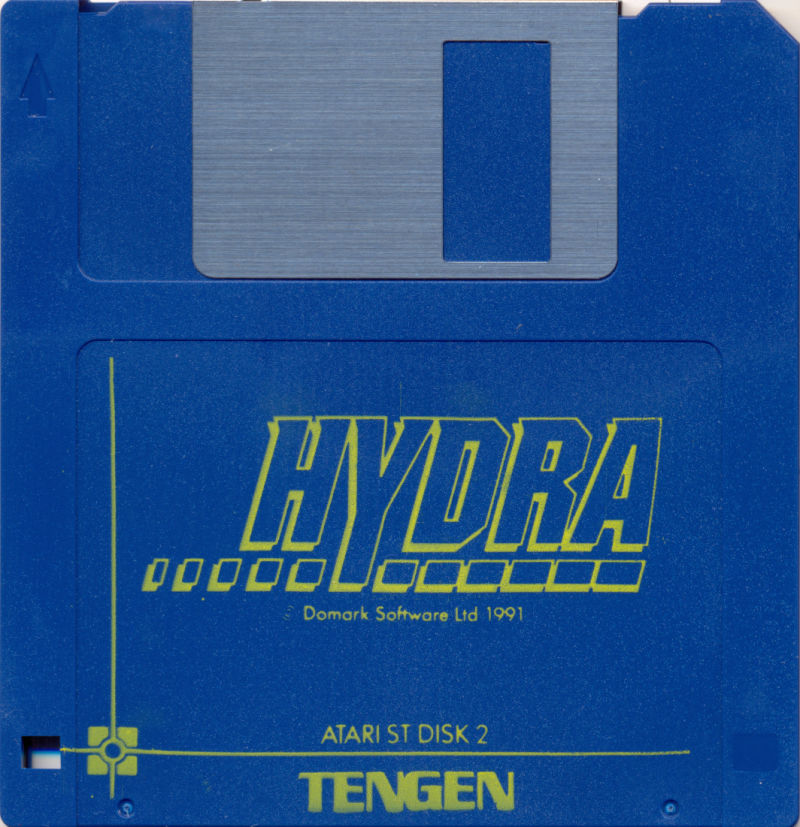 HYDRA
© Domark Software Ltd 1991
ATARI ST DISK 2
TENGEN